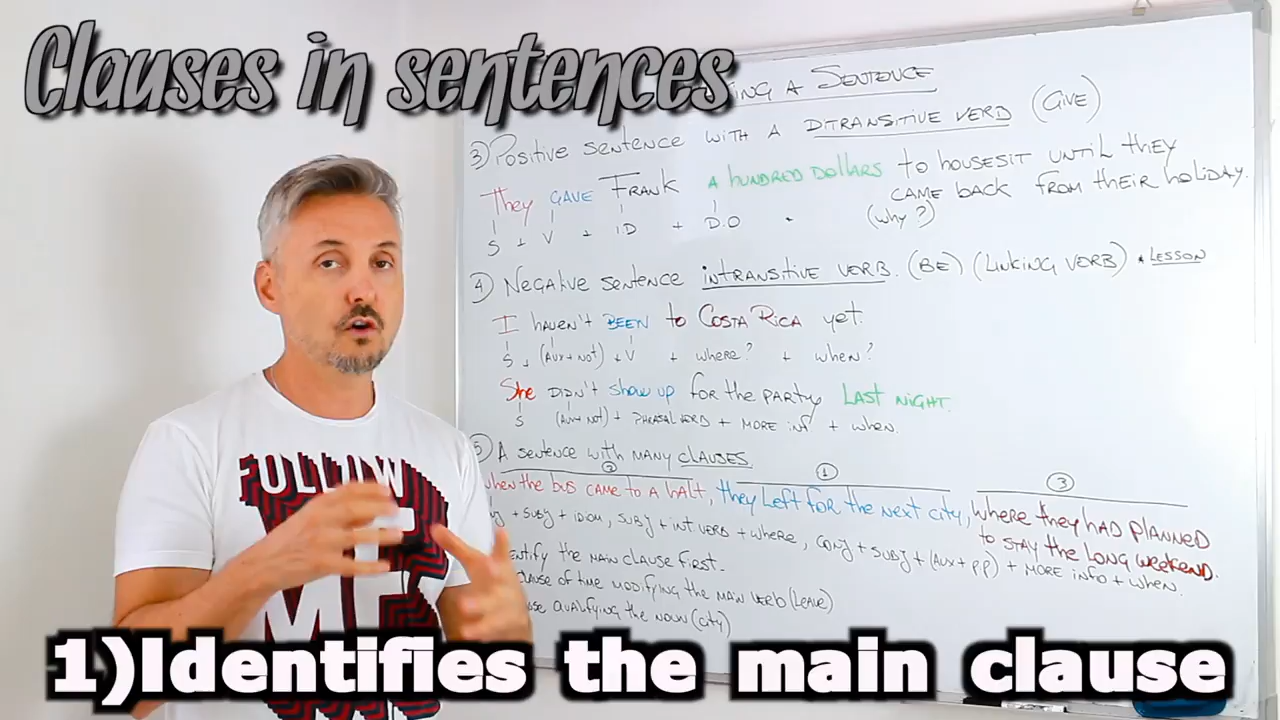 Clauses in sentences
ING A SENTENCE
3) Positive sentence WITH A DITRANSITIVE VERB (GIVE)
They GAVE FRANK A HUNDRED DOLLARS to HOUSESIT UNTIL tHEY
CAME BACK FROM tHEIR HOLIDAY.
S + V + ID + D.O (why?)
4) Negative sentence INTRANSITIVE VERB. (BE) (LINKING VERB) * LESSON
I haven't BEEN to COSTA RICA yet.
S + (AUX+NOT) + V + where? + when?
She DIDN'T show up for the party LAST NIGHT.
S (AUX+NOT) + PHRASAL VERB + MORE INF + when.
5) A sentence with MANY CLAUSES.
2 1 3
when the bus CAME TO A HALT, they Left for the next city, where they HAD PLANNED
to STAY the LONG WEEKEND.
+ SUBJ + IDIOM, SUBJ + INT VERB + WHERE, CONJ + SUBJ + (AUX + P.P) + MORE INFO + WHEN.
entify the MAIN CLAUSE FIRST.
CLAUSE OF TIME MODIFYING the MAIN VERB (LEAVE)
use QUALIFYING the NOUN (CITY)
FOLLOW
ME
1)Identifies the main clause